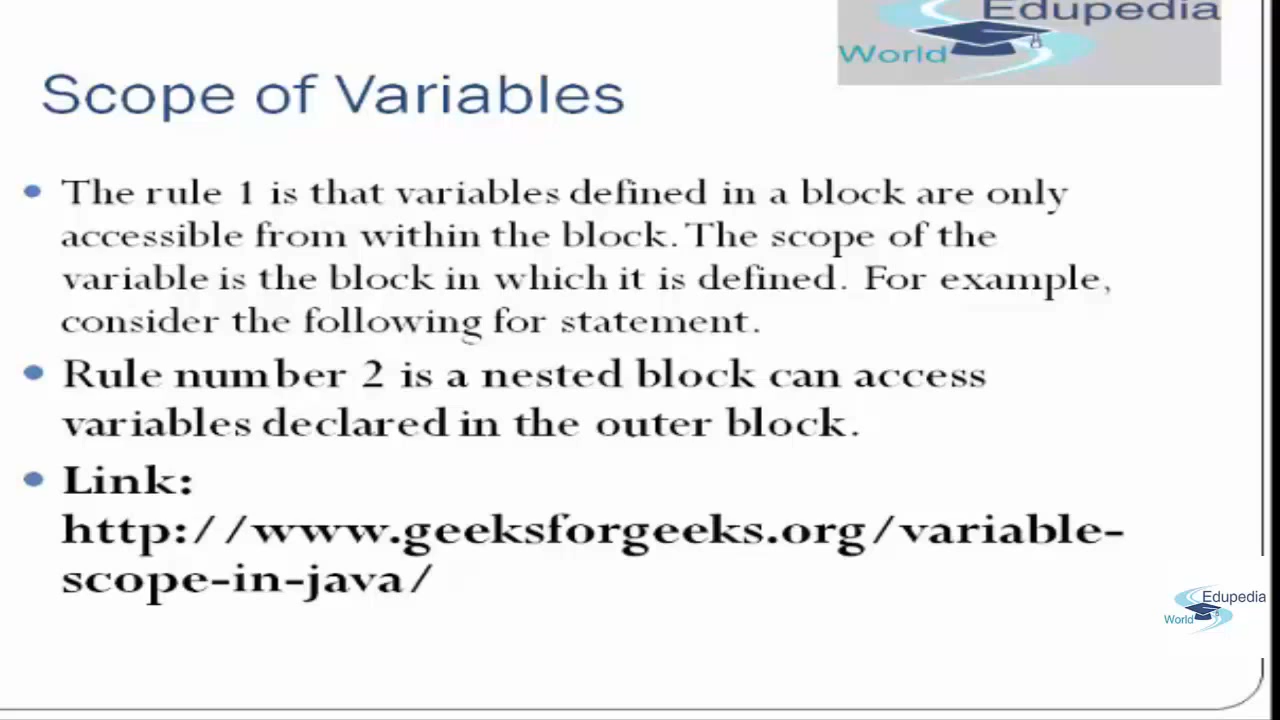 Edupedia
World
Scope of Variables
The rule 1 is that variables defined in a block are only
accessible from within the block. The scope of the
variable is the block in which it is defined. For example,
consider the following for statement.
Rule number 2 is a nested block can access
variables declared in the outer block.
Link:
http://www.geeksforgeeks.org/variable-
scope-in-java/
Edupedia
World